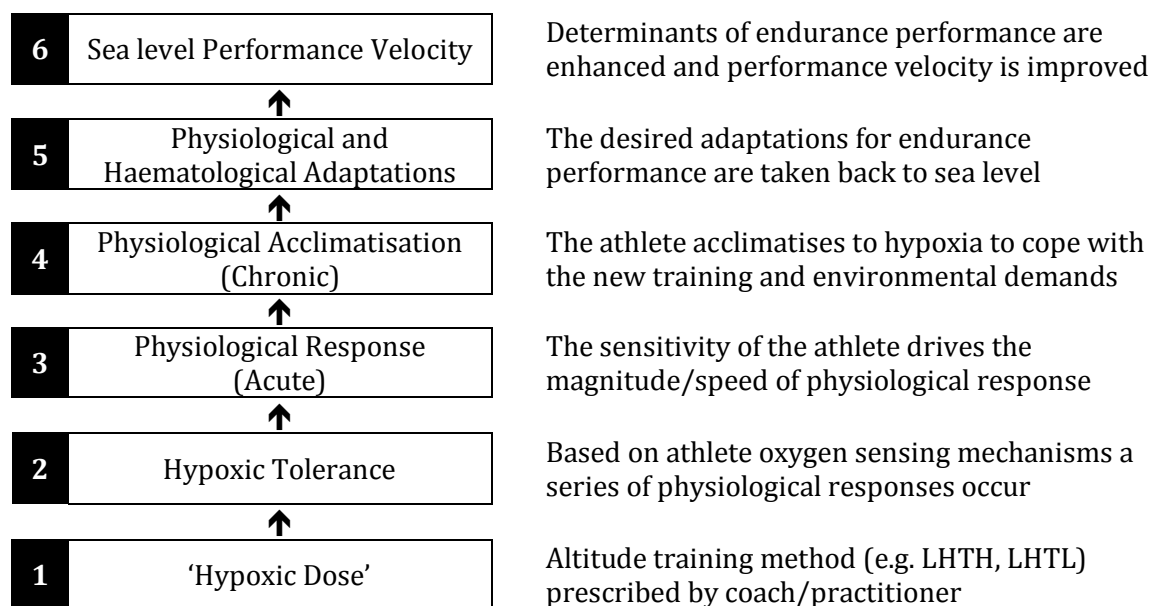 6
Sea level Performance Velocity
Determinants of endurance performance are
enhanced and performance velocity is improved
5
Physiological and
Haematological Adaptations
The desired adaptations for endurance
performance are taken back to sea level
4
Physiological Acclimatisation
(Chronic)
The athlete acclimatises to hypoxia to cope with
the new training and environmental demands
3
Physiological Response
(Acute)
The sensitivity of the athlete drives the
magnitude/speed of physiological response
2
Hypoxic Tolerance
Based on athlete oxygen sensing mechanisms a
series of physiological responses occur
1
‘Hypoxic Dose’
Altitude training method (e.g. LHTH, LHTL)
prescribed by coach/practitioner